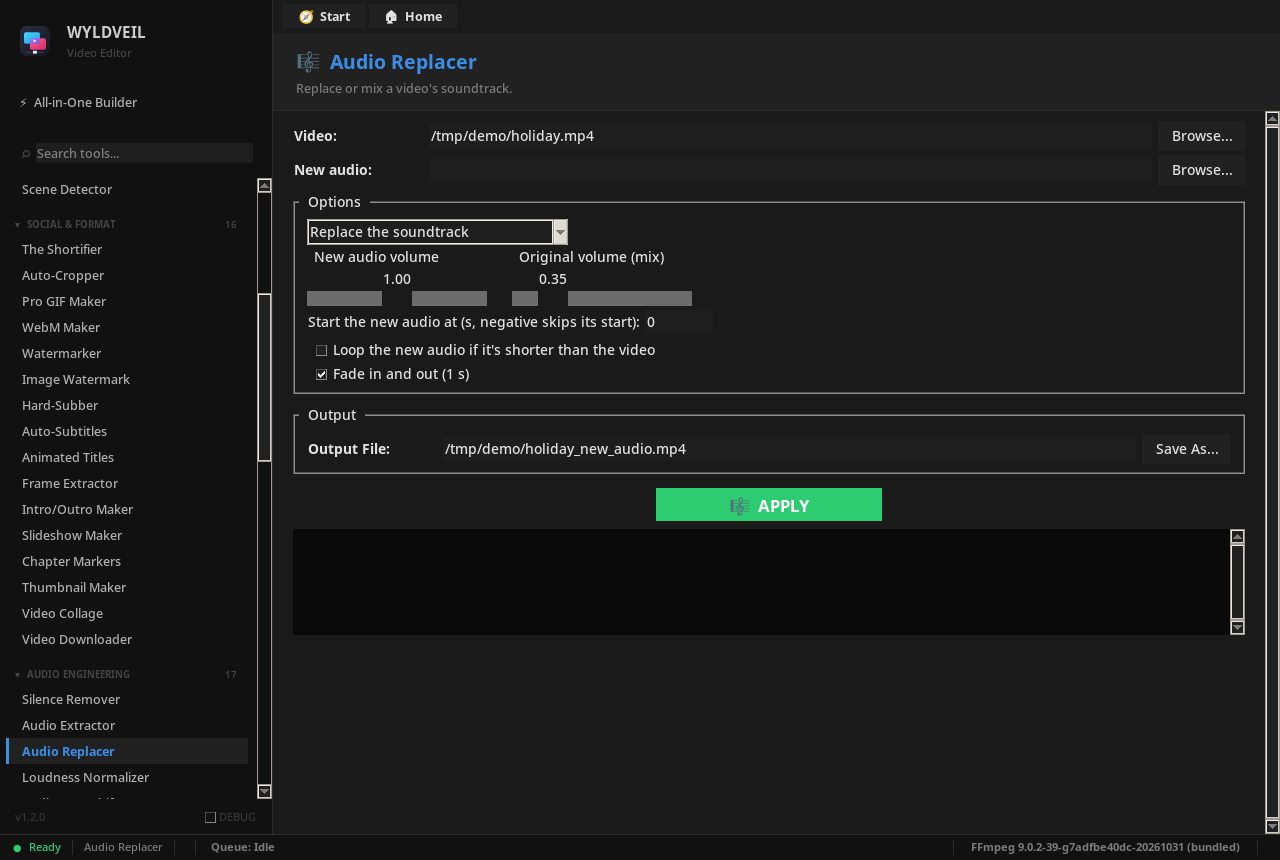 WYLDVEIL
Video Editor
⚡ All-in-One Builder
Search tools...
Scene Detector
SOCIAL & FORMAT 16
The Shortifier
Auto-Cropper
Pro GIF Maker
WebM Maker
Watermarker
Image Watermark
Hard-Subber
Auto-Subtitles
Animated Titles
Frame Extractor
Intro/Outro Maker
Slideshow Maker
Chapter Markers
Thumbnail Maker
Video Collage
Video Downloader
AUDIO ENGINEERING 17
Silence Remover
Audio Extractor
Audio Replacer
Loudness Normalizer
v1.2.0
DEBUG
Start
Home
Audio Replacer
Replace or mix a video's soundtrack.
Video: /tmp/demo/holiday.mp4 Browse...
New audio: Browse...
Options
Replace the soundtrack
New audio volume Original volume (mix)
1.00 0.35
Start the new audio at (s, negative skips its start): 0
Loop the new audio if it's shorter than the video
Fade in and out (1 s)
Output
Output File: /tmp/demo/holiday_new_audio.mp4 Save As...
APPLY
Ready Audio Replacer Queue: Idle FFmpeg 9.0.2-39-g7adfbe40dc-20261031 (bundled)